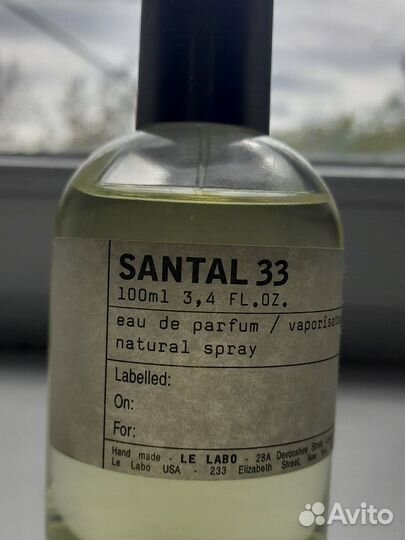 SANTAL 33
100ml 3,4 FL.OZ.
eau de parfum /
natural spray
Labelled:
On:
For:
Hand made - LE LABO - 28A Devonshire Street,
Le Labo USA - 233 Elizabeth Street, New
Avito